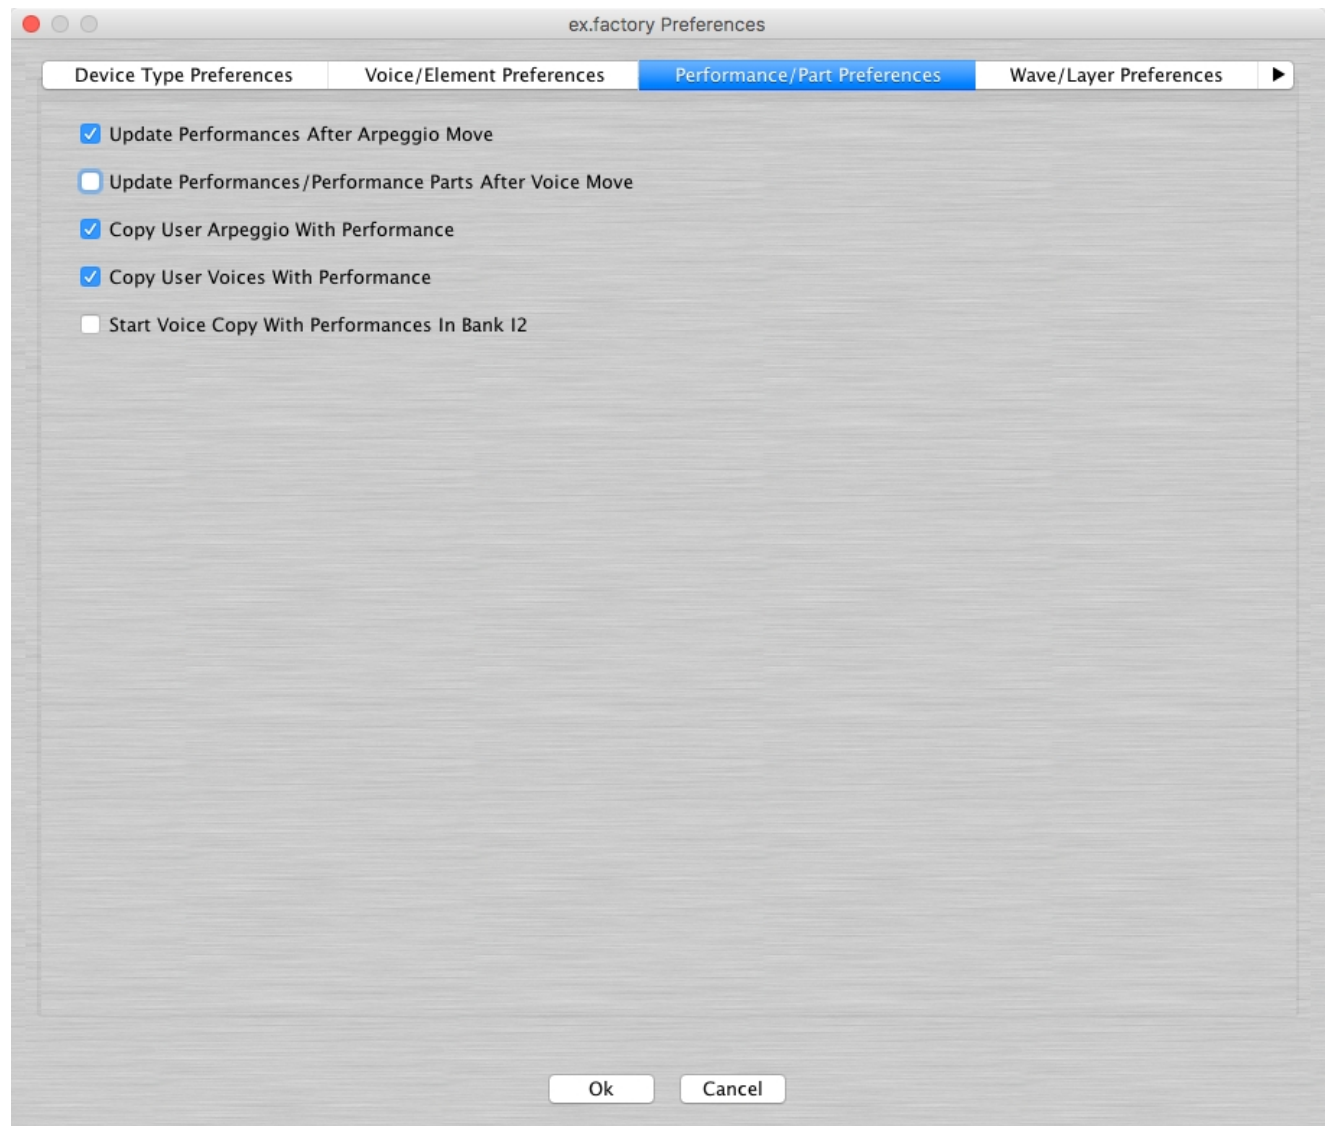 ex.factory Preferences
Device Type Preferences Voice/Element Preferences Performance/Part Preferences Wave/Layer Preferences
Update Performances After Arpeggio Move
Update Performances/Performance Parts After Voice Move
Copy User Arpeggio With Performance
Copy User Voices With Performance
Start Voice Copy With Performances In Bank I2
Ok Cancel